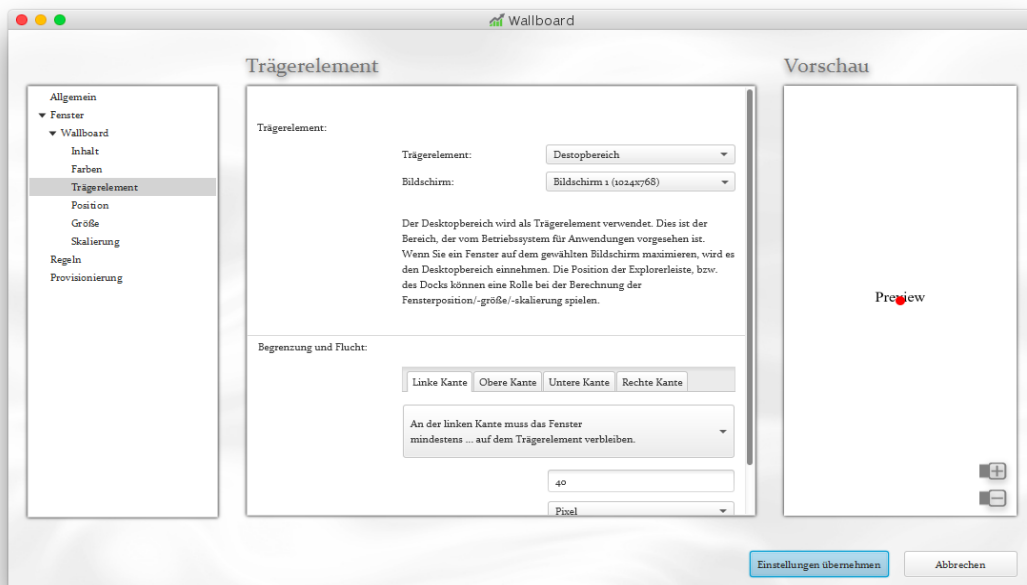 Wallboard
Trägerelement
Vorschau
Allgemein
Fenster
Wallboard
Inhalt
Farben
Trägerelement
Position
Größe
Skalierung
Regeln
Provisionierung
Trägerelement:
Trägerelement:
Destopbereich
Bildschirm:
Bildschirm 1 (1024x768)
Der Desktopbereich wird als Trägerelement verwendet. Dies ist der
Bereich, der vom Betriebssystem für Anwendungen vorgesehen ist.
Wenn Sie ein Fenster auf dem gewählten Bildschirm maximieren, wird es
den Desktopbereich einnehmen. Die Position der Explorerleiste, bzw.
des Docks können eine Rolle bei der Berechnung der
Fensterposition/-größe/-skalierung spielen.
Begrenzung und Flucht:
Linke Kante Obere Kante Untere Kante Rechte Kante
An der linken Kante muss das Fenster
mindestens ... auf dem Trägerelement verbleiben.
40
Pixel
Preview
Einstellungen übernehmen
Abbrechen